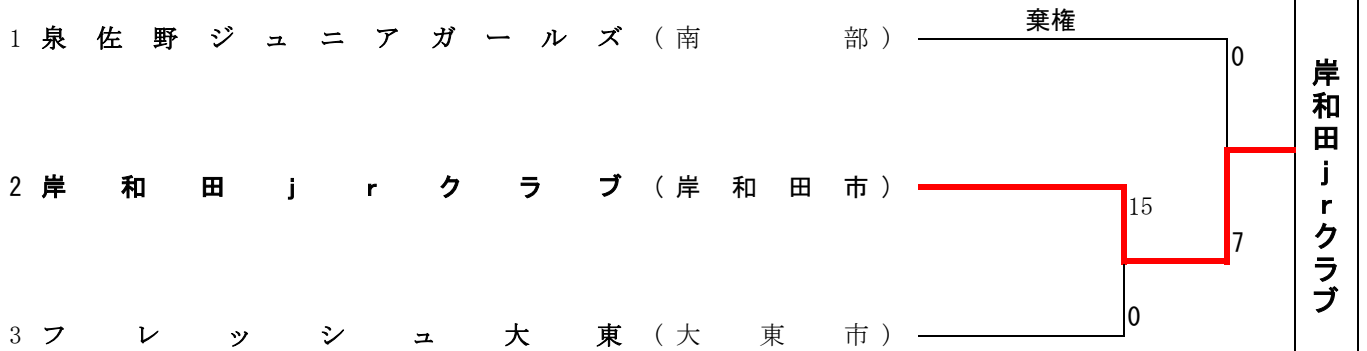 棄権
1 泉佐野ジュニアガールズ(南部)
0
2 岸和田jrクラブ(岸和田市)
15
7
3 フレッシュ大東(大東市)
0
岸和田jrクラブ